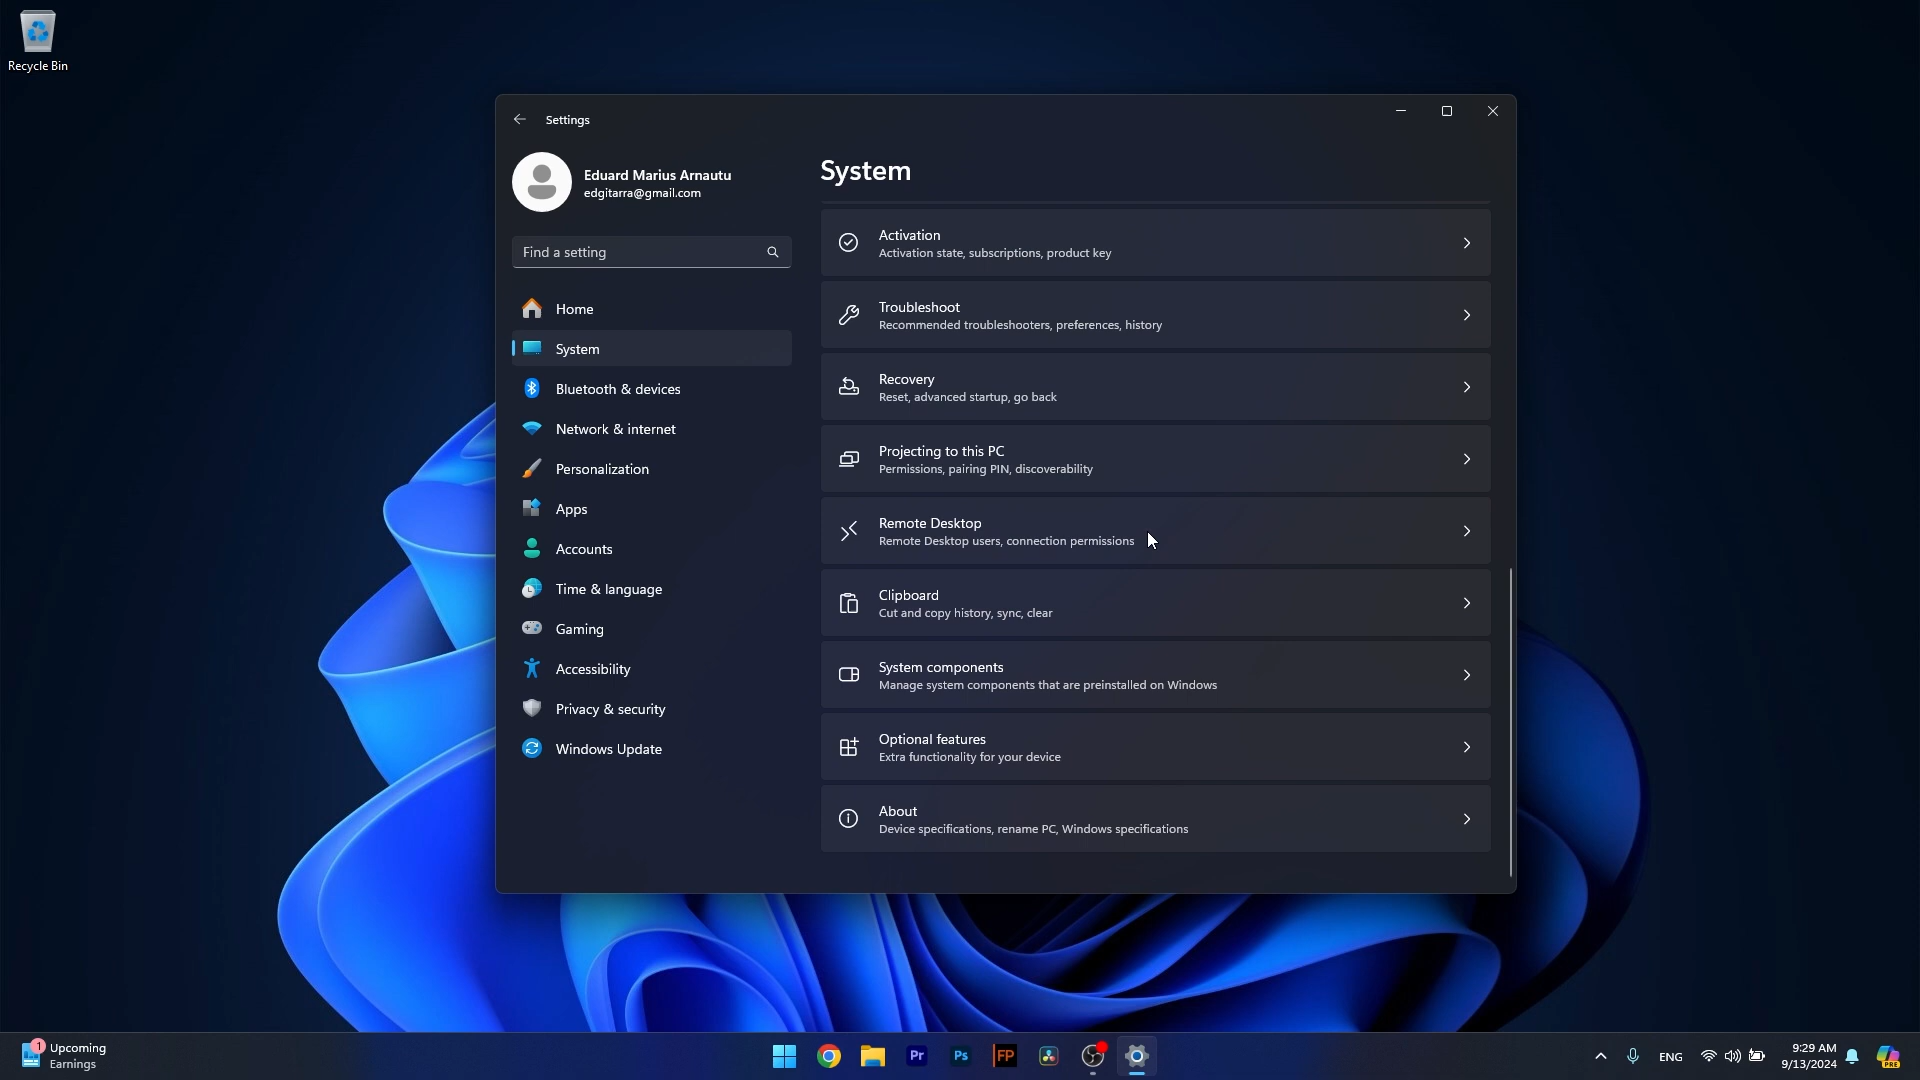 Recycle Bin
Settings
Eduard Marius Arnautu
edgitarra@gmail.com
Find a setting
Home
System
Bluetooth & devices
Network & internet
Personalization
Apps
Accounts
Time & language
Gaming
Accessibility
Privacy & security
Windows Update
System
Activation
Activation state, subscriptions, product key
Troubleshoot
Recommended troubleshooters, preferences, history
Recovery
Reset, advanced startup, go back
Projecting to this PC
Permissions, pairing PIN, discoverability
Remote Desktop
Remote Desktop users, connection permissions
Clipboard
Cut and copy history, sync, clear
System components
Manage system components that are preinstalled on Windows
Optional features
Extra functionality for your device
About
Device specifications, rename PC, Windows specifications
1
Upcoming
Earnings
Pr
Ps
FP
ENG
9:29 AM
9/13/2024
PRE